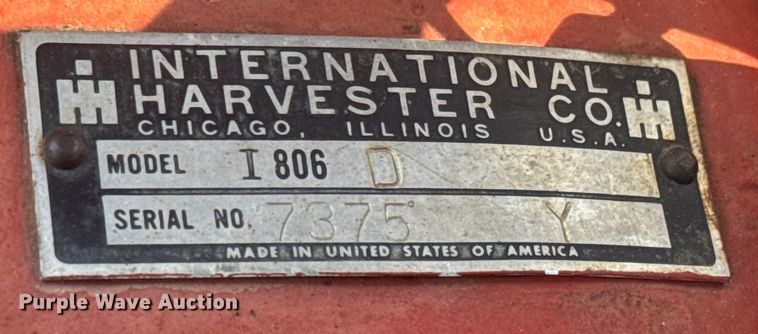 INTERNATIONAL
HARVESTER CO.
CHICAGO, ILLINOIS U.S.A.
MODEL I 806 D
SERIAL NO. 7375 Y
MADE IN UNITED STATES OF AMERICA
Purple Wave Auction